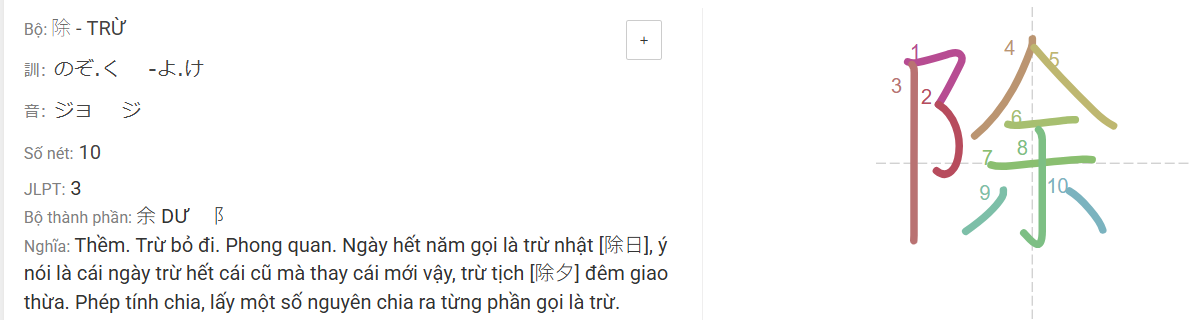 Bộ: 除 - TRỪ
+
訓: のぞ.く -よ.け
音: ジョ ジ
Số nét: 10
JLPT: 3
Bộ thành phần: 余 DƯ 阝
Nghĩa: Thềm. Trừ bỏ đi. Phong quan. Ngày hết năm gọi là trừ nhật [除日], ý
nói là cái ngày trừ hết cái cũ mà thay cái mới vậy, trừ tịch [除夕] đêm giao
thừa. Phép tính chia, lấy một số nguyên chia ra từng phần gọi là trừ.
除
1
2
3
4
5
6
7
8
9
10